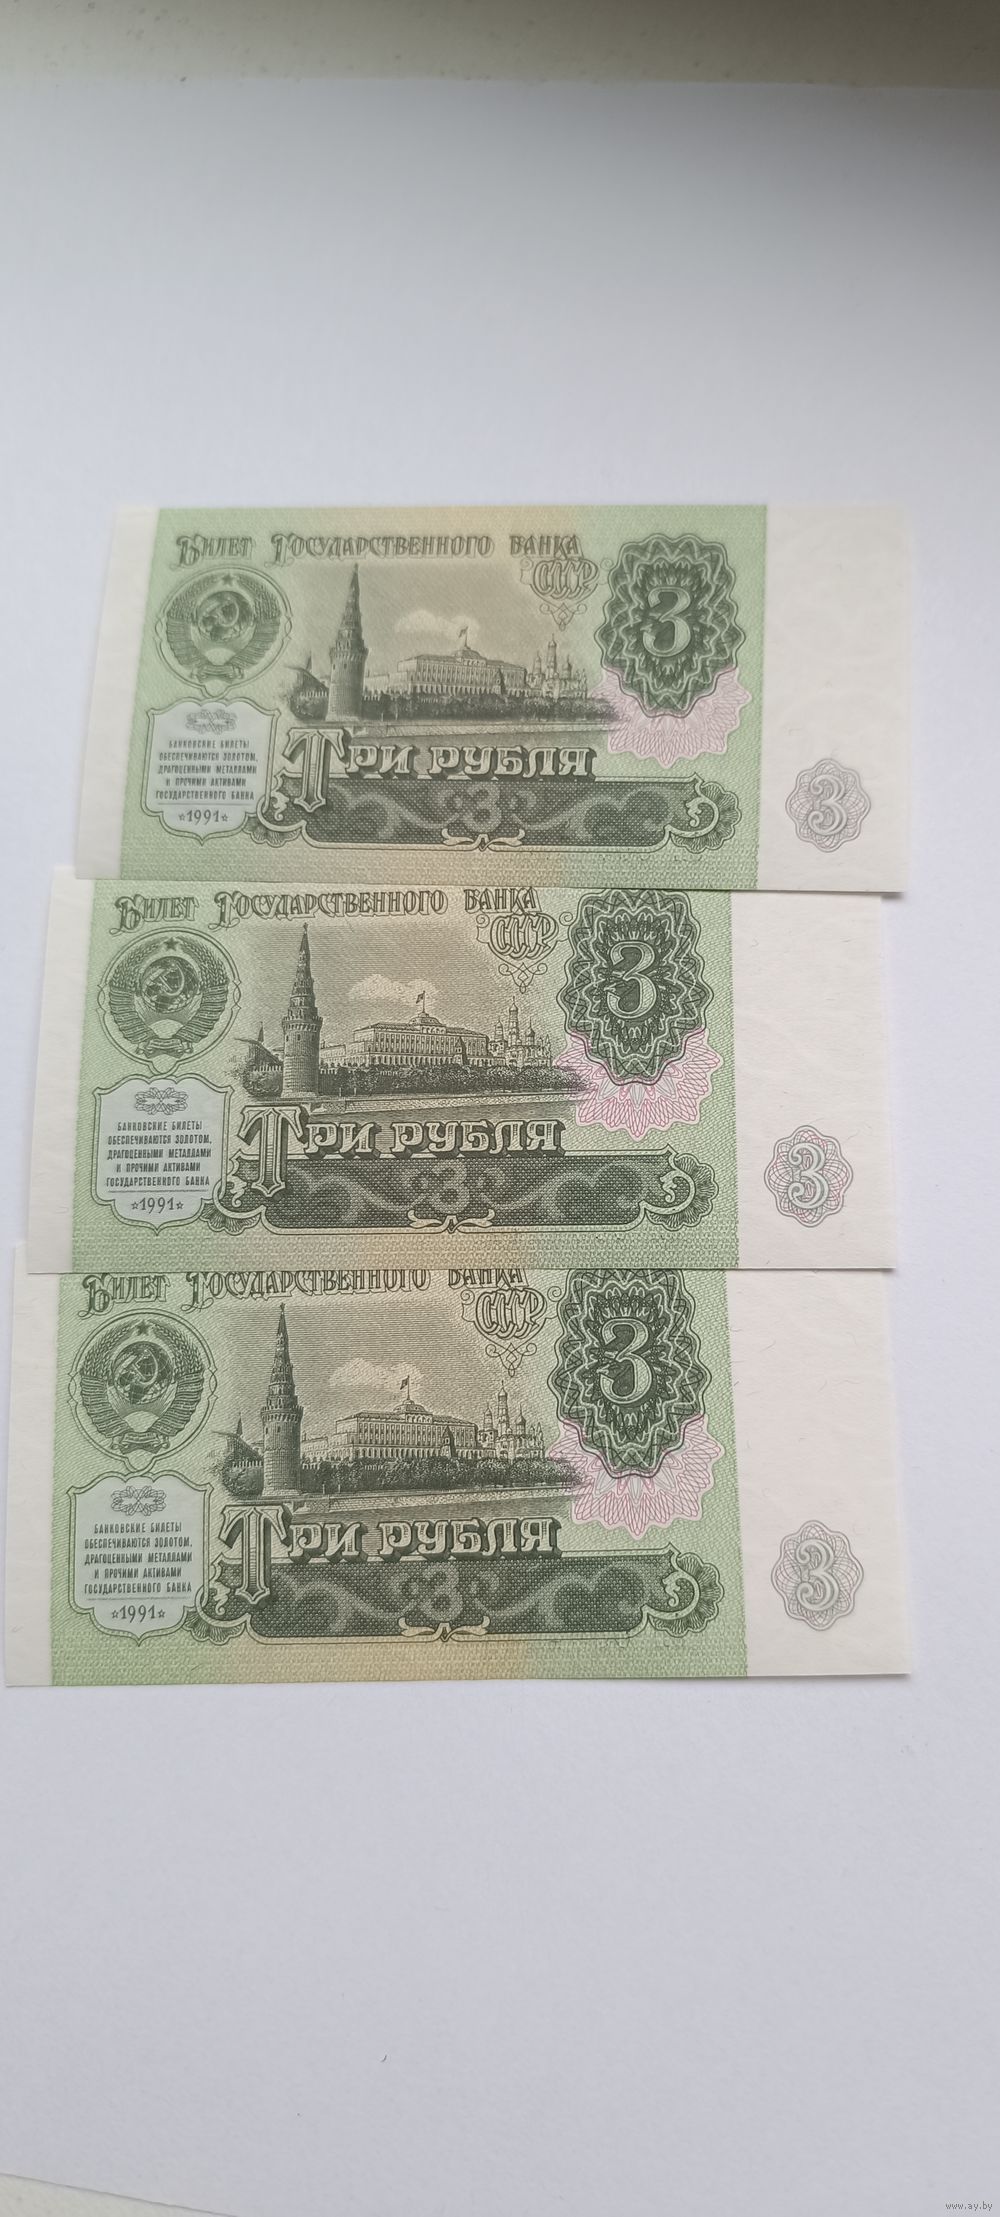 Билет Государственного банка
СССР
3
Банковские билеты
обеспечиваются золотом,
драгоценными металлами
и прочими активами
Государственного банка
☆1991☆
Три рубля
3
3
Билет Государственного банка
СССР
3
Банковские билеты
обеспечиваются золотом,
драгоценными металлами
и прочими активами
Государственного банка
☆1991☆
Три рубля
3
3
Билет Государственного банка
СССР
3
Банковские билеты
обеспечиваются золотом,
драгоценными металлами
и прочими активами
Государственного банка
☆1991☆
Три рубля
3
3
www.ay.by